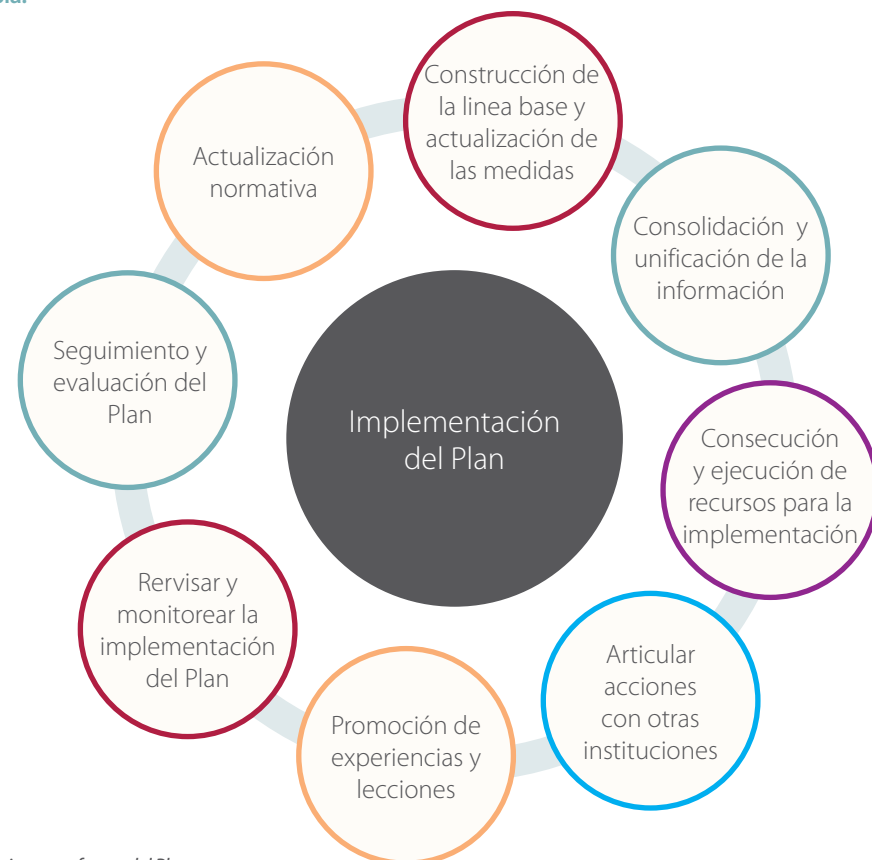 Construcción de
la linea base y
actualización de
las medidas
Consolidación y
unificación de la
información
Consecución
y ejecución de
recursos para la
implementación
Articular
acciones
con otras
instituciones
Promoción de
experiencias y
lecciones
Rervisar y
monitorear la
implementación
del Plan
Seguimiento y
evaluación del
Plan
Actualización
normativa
Implementación
del Plan